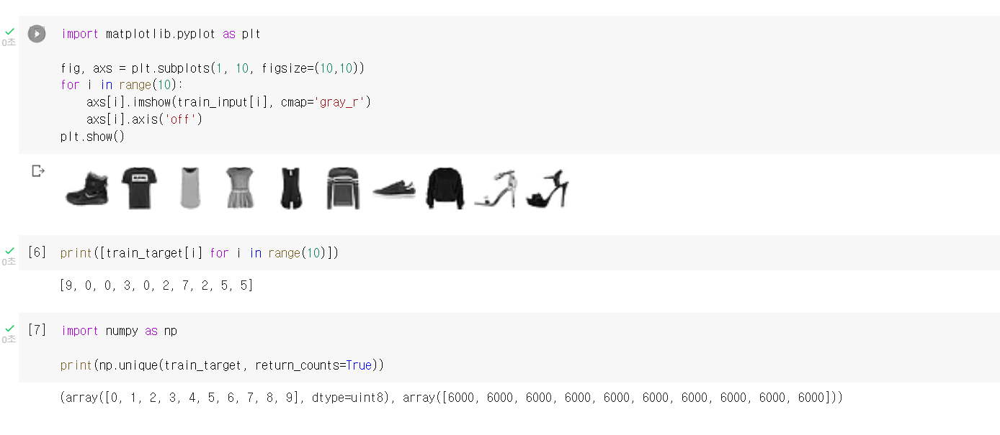 0초
import matplotlib.pyplot as plt
fig, axs = plt.subplots(1, 10, figsize=(10,10))
for i in range(10):
    axs[i].imshow(train_input[i], cmap='gray_r')
    axs[i].axis('off')
plt.show()
0초
[6] print([train_target[i] for i in range(10)])
[9, 0, 0, 3, 0, 2, 7, 2, 5, 5]
0초
[7] import numpy as np
print(np.unique(train_target, return_counts=True))
(array([0, 1, 2, 3, 4, 5, 6, 7, 8, 9], dtype=uint8), array([6000, 6000, 6000, 6000, 6000, 6000, 6000, 6000, 6000, 6000]))